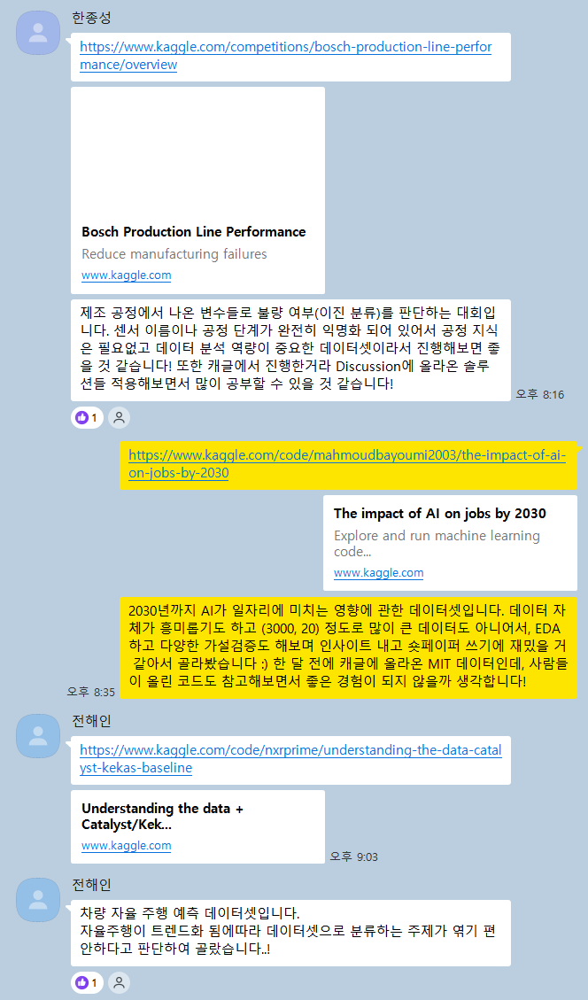 한종성
https://www.kaggle.com/competitions/bosch-production-line-perfor
mance/overview
Bosch Production Line Performance
Reduce manufacturing failures
www.kaggle.com
제조 공정에서 나온 변수들로 불량 여부(이진 분류)를 판단하는 대회입
니다. 센서 이름이나 공정 단계가 완전히 익명화 되어 있어서 공정 지식
은 필요없고 데이터 분석 역량이 중요한 데이터셋이라서 진행해보면 좋
을 것 같습니다! 또한 캐글에서 진행한거라 Discussion에 올라온 솔루
션들 적용해보면서 많이 공부할 수 있을 것 같습니다!
오후 8:16
1
https://www.kaggle.com/code/mahmoudbayoumi2003/the-impact-of-ai-
on-jobs-by-2030
The impact of AI on jobs by 2030
Explore and run machine learning
code...
www.kaggle.com
2030년까지 AI가 일자리에 미치는 영향에 관한 데이터셋입니다. 데이터 자
체가 흥미롭기도 하고 (3000, 20) 정도로 많이 큰 데이터도 아니어서, EDA
하고 다양한 가설검증도 해보며 인사이트 내고 숏페이퍼 쓰기에 재밌을 거
같아서 골라봤습니다 :) 한 달 전에 캐글에 올라온 MIT 데이터인데, 사람들
이 올린 코드도 참고해보면서 좋은 경험이 되지 않을까 생각합니다!
오후 8:35
전해인
https://www.kaggle.com/code/nxrprime/understanding-the-data-catal
yst-kekas-baseline
Understanding the data +
Catalyst/Kek...
www.kaggle.com
오후 9:03
전해인
차량 자율 주행 예측 데이터셋입니다.
자율주행이 트렌드화 됨에따라 데이터셋으로 분류하는 주제가 엮기 편
안하다고 판단하여 골랐습니다..!
1